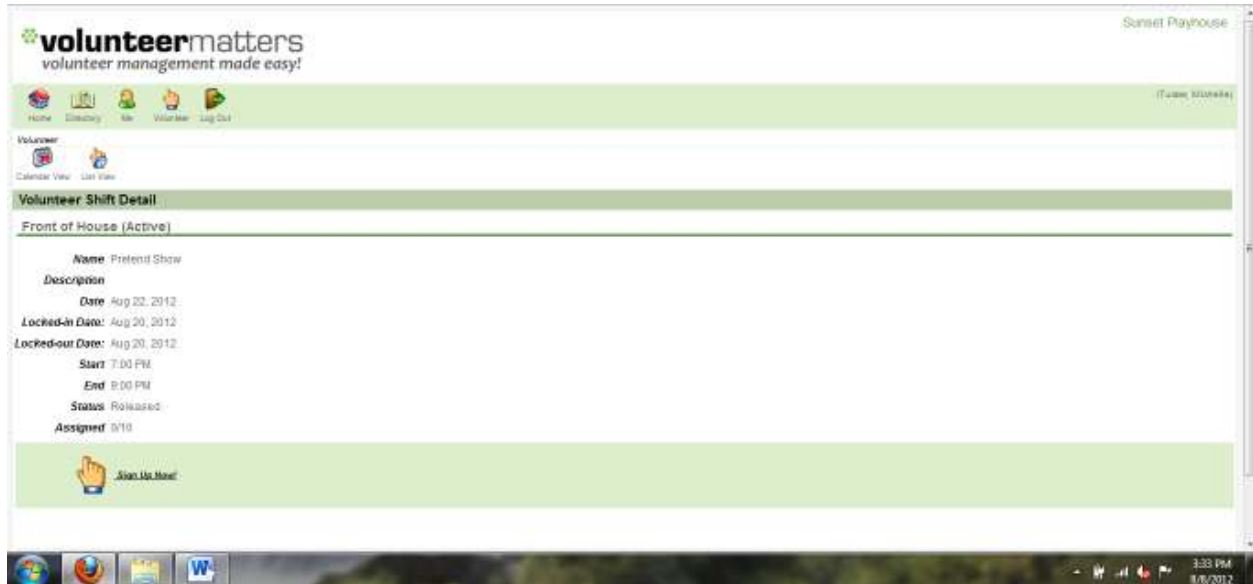 Sunset Playhouse
volunteermatters
volunteer management made easy!
Home Directory Me Volunteer Log Out
Volunteer
Calendar View List View
Volunteer Shift Detail
Front of House (Active)
Name Pretend Show
Description
Date Aug 22, 2012
Locked-in Date: Aug 20, 2012
Locked-out Date: Aug 20, 2012
Start 7:00 PM
End 9:00 PM
Status Released
Assigned 0/10
Sign Up Now!
3:33 PM
8/8/2012